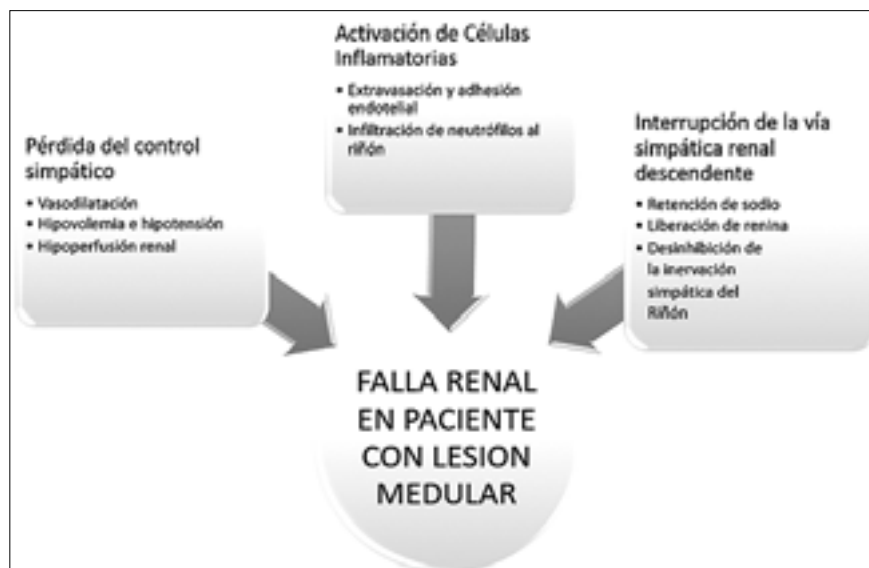 Activación de Células
Inflamatorias
• Extravasación y adhesión
endotelial
• Infiltración de neutrófilos al
riñón
Pérdida del control
simpático
• Vasodilatación
• Hipovolemia e hipotensión
• Hipoperfusión renal
Interrupción de la vía
simpática renal
descendente
• Retención de sodio
• Liberación de renina
• Desinhibición de
la inervación
simpática del
Riñón
FALLA RENAL
EN PACIENTE
CON LESION
MEDULAR